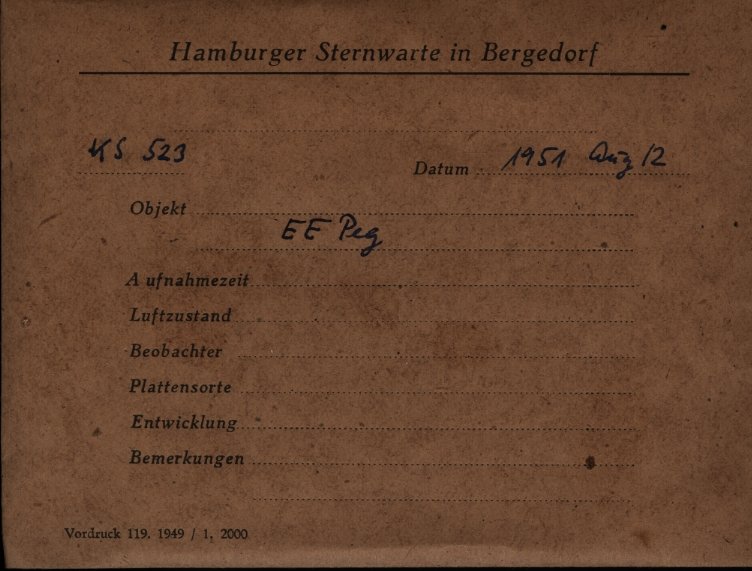 Hamburger Sternwarte in Bergedorf
KS 523
Datum 1951 Aug 12
Objekt
EE Peg
Aufnahmezeit
Luftzustand
Beobachter
Plattensorte
Entwicklung
Bemerkungen
Vordruck 119. 1949 / 1. 2000